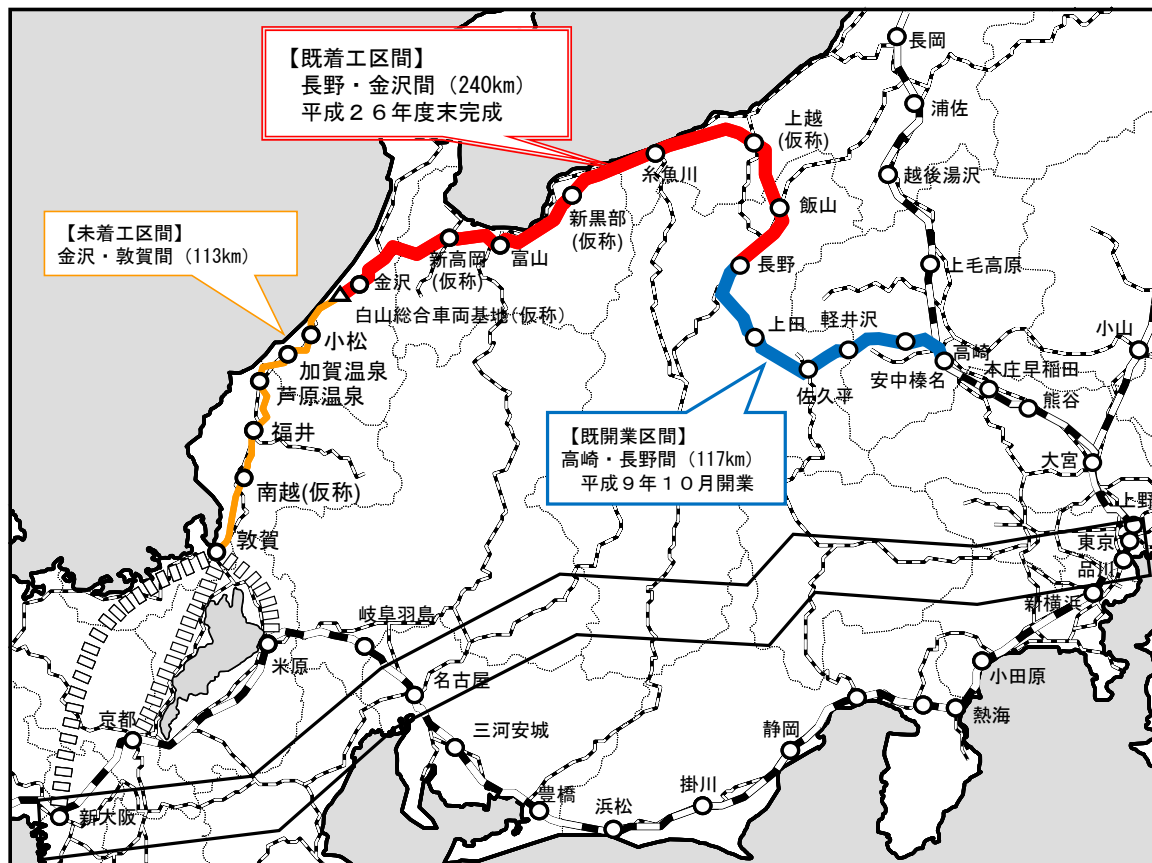 【既着工区間】
長野・金沢間（240km）
平成２６年度末完成
【未着工区間】
金沢・敦賀間（113km）
【既開業区間】
高崎・長野間（117km）
平成９年１０月開業
長岡
浦佐
越後湯沢
上毛高原
上越
(仮称)
糸魚川
飯山
新黒部
(仮称)
富山
新高岡
(仮称)
金沢
白山総合車両基地(仮称)
長野
上田
佐久平
軽井沢
安中榛名
高崎
本庄早稲田
熊谷
小山
大宮
上野
東京
品川
新横浜
小田原
熱海
静岡
掛川
浜松
豊橋
三河安城
名古屋
岐阜羽島
米原
京都
新大阪
小松
加賀温泉
芦原温泉
福井
南越(仮称)
敦賀